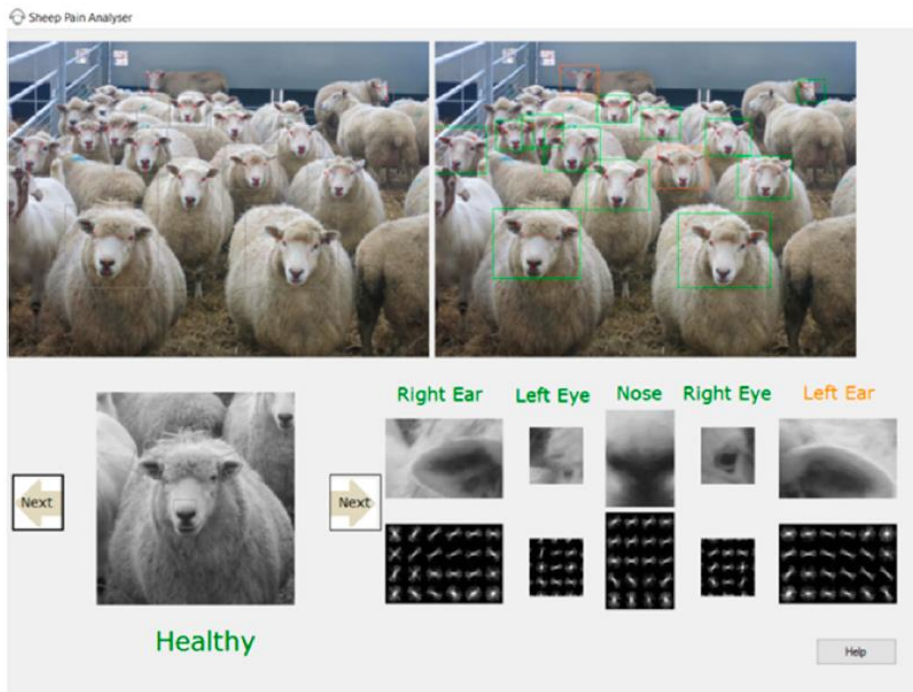 Sheep Pain Analyser
Right Ear
Left Eye
Nose
Right Eye
Left Ear
Next
Next
Healthy
Help